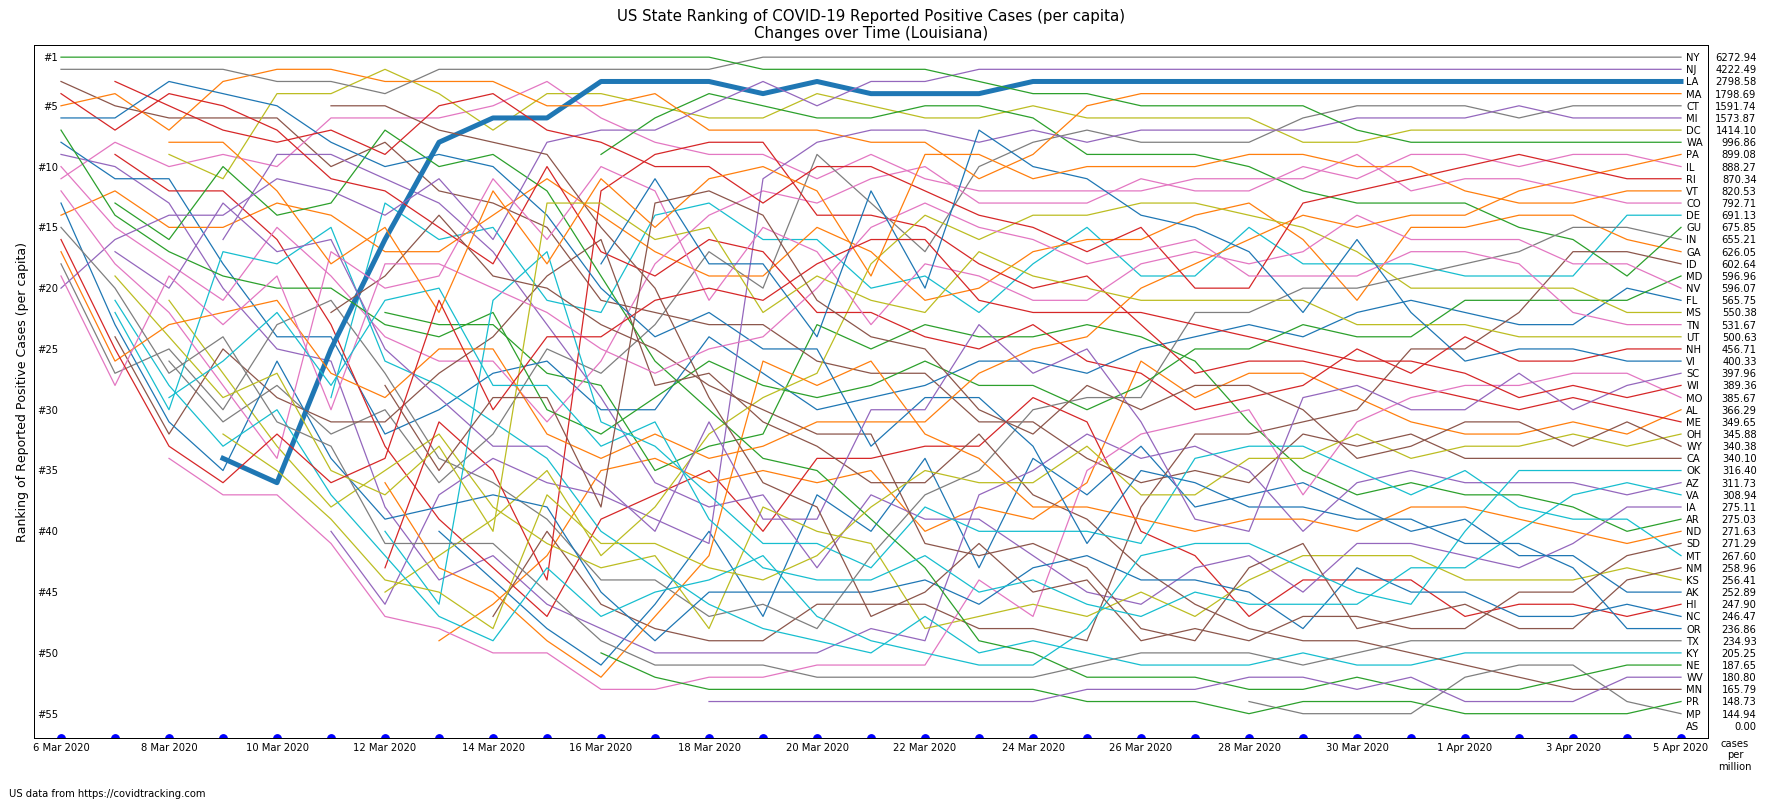 US State Ranking of COVID-19 Reported Positive Cases (per capita)
Changes over Time (Louisiana)
Ranking of Reported Positive Cases (per capita)
#1
#5
#10
#15
#20
#25
#30
#35
#40
#45
#50
#55
NY 6272.94
NJ 4222.49
LA 2798.58
MA 1798.69
CT 1591.74
MI 1573.87
DC 1414.10
WA 996.86
PA 899.08
IL 888.27
RI 870.34
VT 820.53
CO 792.71
DE 691.13
GU 675.85
IN 655.21
GA 626.05
ID 602.64
MD 596.96
NV 596.07
FL 565.75
MS 550.38
TN 531.67
UT 500.63
NH 456.71
VI 400.33
SC 397.96
WI 389.36
MO 385.67
AL 366.29
ME 349.65
OH 345.88
WY 340.38
CA 340.10
OK 316.40
AZ 311.73
VA 308.94
IA 275.11
AR 275.03
ND 271.63
SD 271.29
MT 267.60
NM 258.96
KS 256.41
AK 252.89
HI 247.90
NC 246.47
OR 236.86
TX 234.93
KY 205.25
NE 187.65
WV 180.80
MN 165.79
PR 148.73
MP 144.94
AS 0.00
6 Mar 2020 8 Mar 2020 10 Mar 2020 12 Mar 2020 14 Mar 2020 16 Mar 2020 18 Mar 2020 20 Mar 2020 22 Mar 2020 24 Mar 2020 26 Mar 2020 28 Mar 2020 30 Mar 2020 1 Apr 2020 3 Apr 2020 5 Apr 2020
cases
per
million
US data from https://covidtracking.com